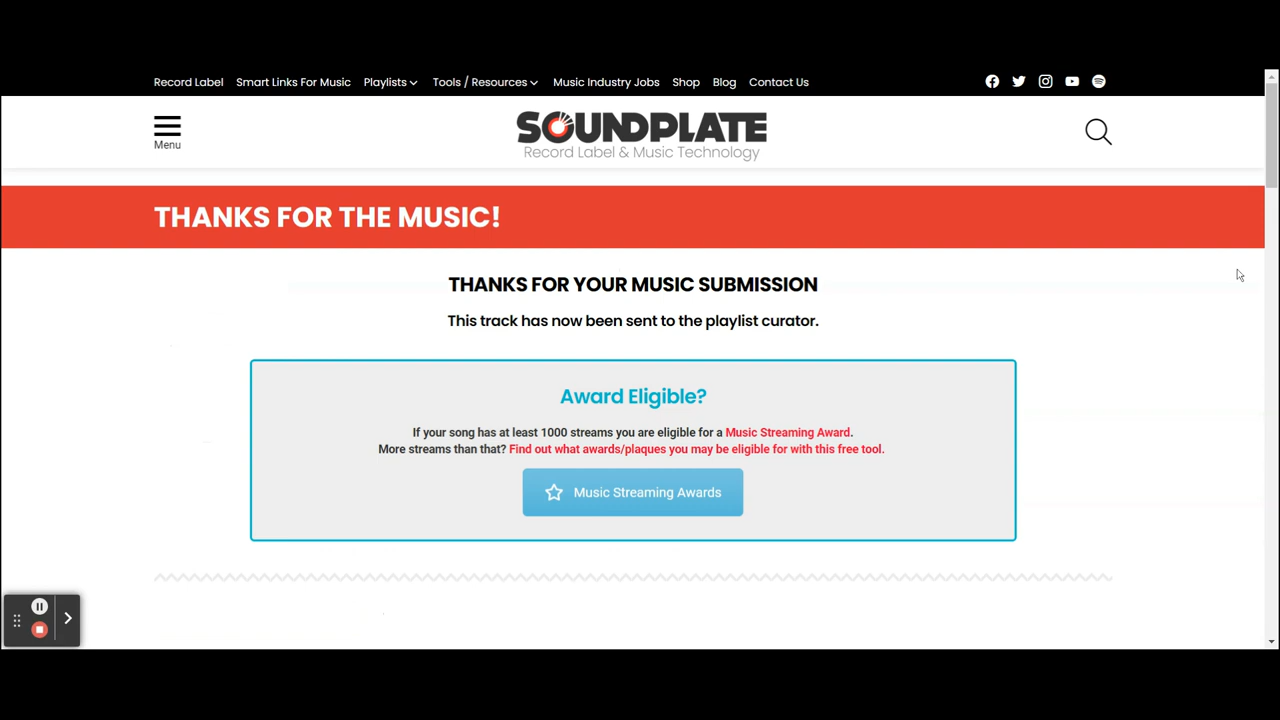 Record Label Smart Links For Music Playlists Tools / Resources Music Industry Jobs Shop Blog Contact Us
Menu
SOUNDPLATE
Record Label & Music Technology
THANKS FOR THE MUSIC!
THANKS FOR YOUR MUSIC SUBMISSION
This track has now been sent to the playlist curator.
Award Eligible?
If your song has at least 1000 streams you are eligible for a Music Streaming Award.
More streams than that? Find out what awards/plaques you may be eligible for with this free tool.
Music Streaming Awards